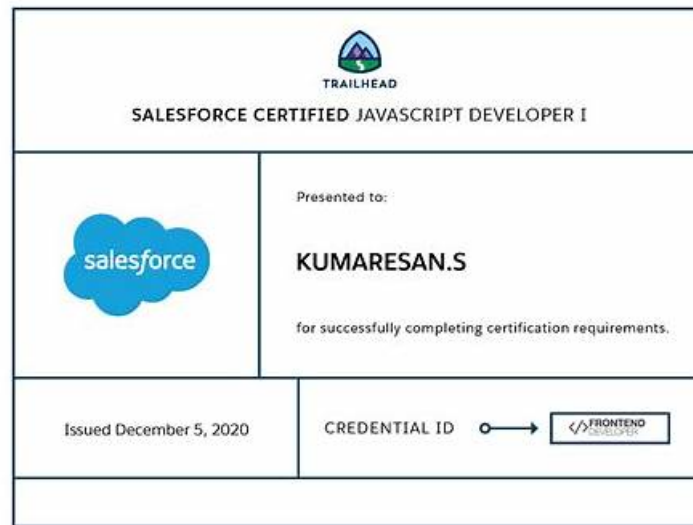 TRAILHEAD
SALESFORCE CERTIFIED JAVASCRIPT DEVELOPER I
salesforce
Presented to:
KUMARESAN.S
for successfully completing certification requirements.
Issued December 5, 2020
CREDENTIAL ID
</> FRONTEND
DEVELOPER